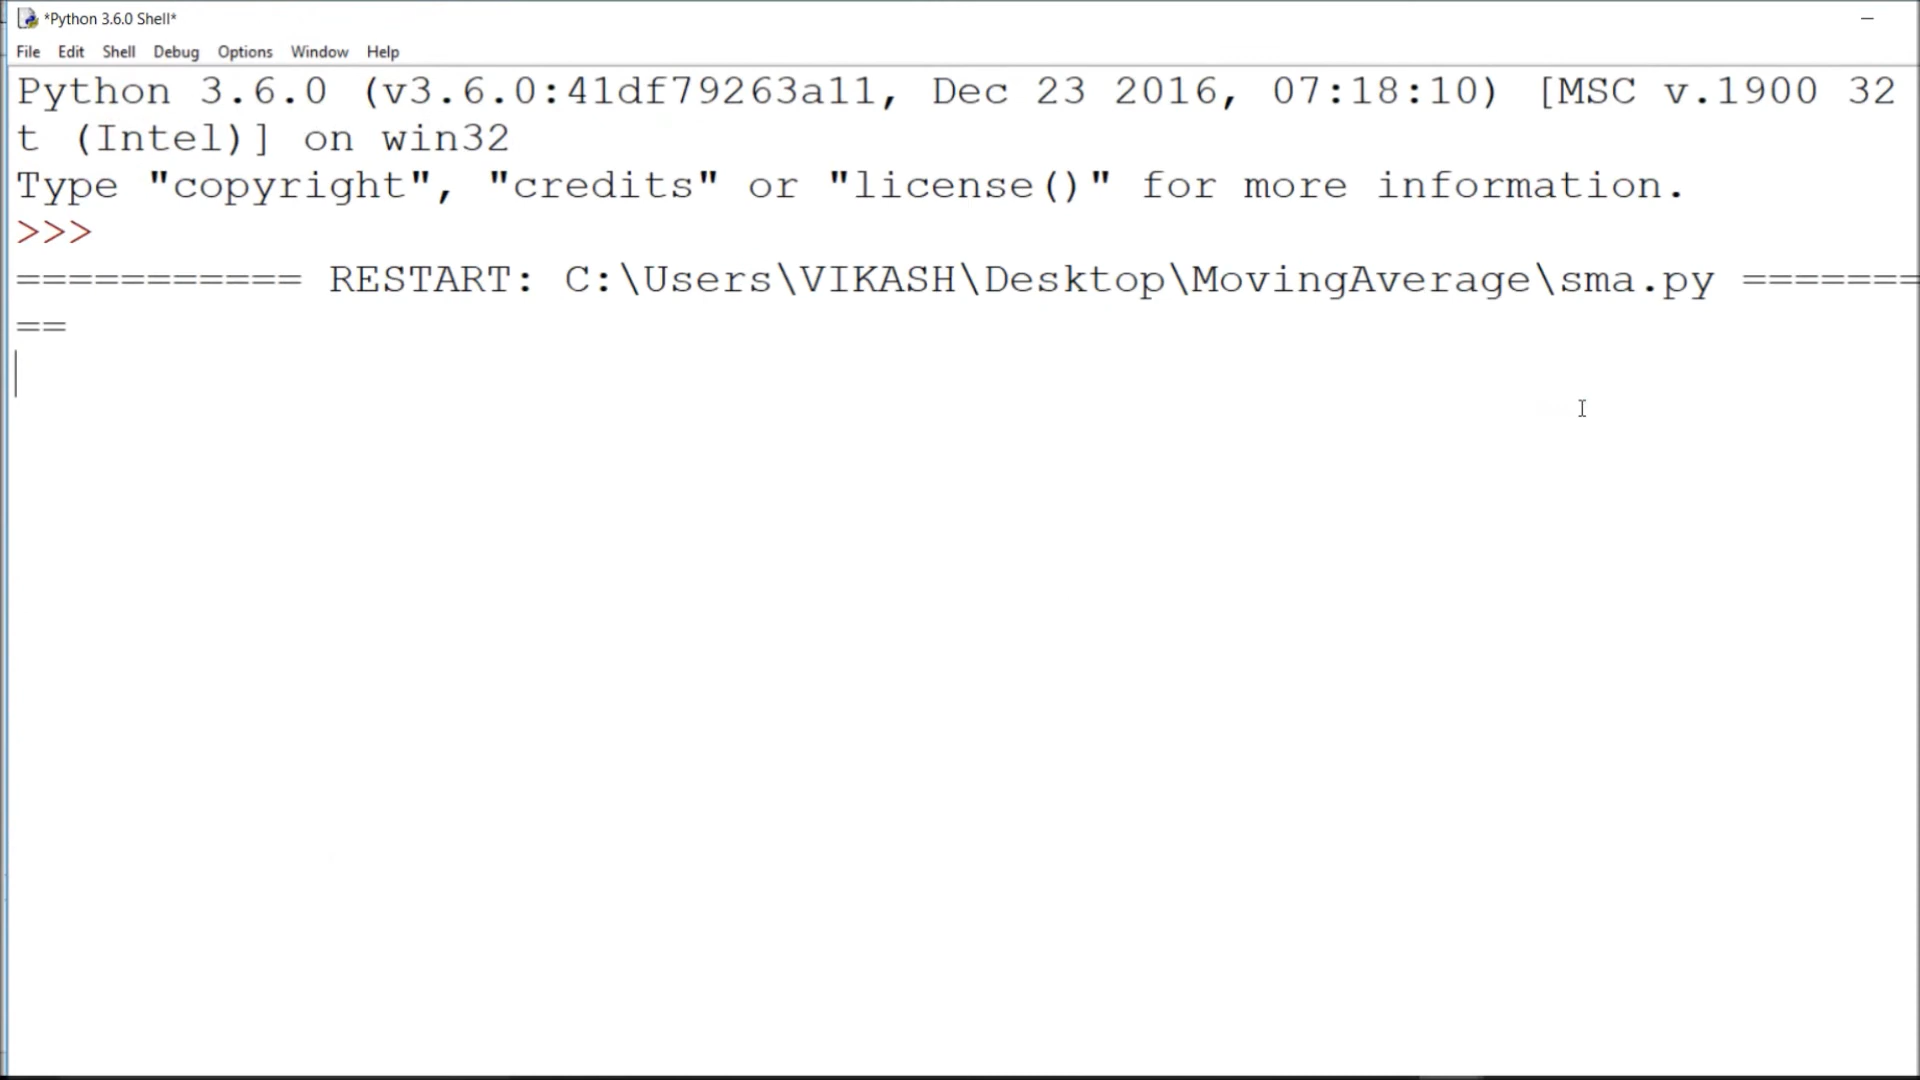 *Python 3.6.0 Shell*
File Edit Shell Debug Options Window Help
Python 3.6.0 (v3.6.0:41df79263a11, Dec 23 2016, 07:18:10) [MSC v.1900 32
t (Intel)] on win32
Type "copyright", "credits" or "license()" for more information.
>>>
=========== RESTART: C:\Users\VIKASH\Desktop\MovingAverage\sma.py =======
==